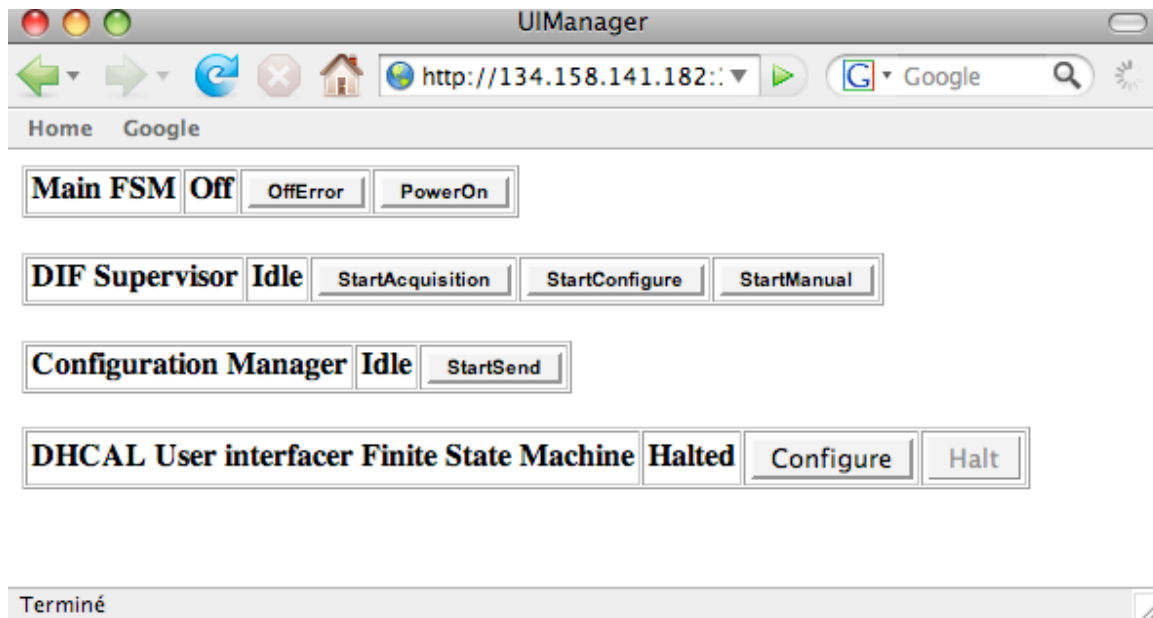 UIManager
http://134.158.141.182: Google
Home Google
Main FSM Off OffError PowerOn
DIF Supervisor Idle StartAcquisition StartConfigure StartManual
Configuration Manager Idle StartSend
DHCAL User interfacer Finite State Machine Halted Configure Halt
Terminé